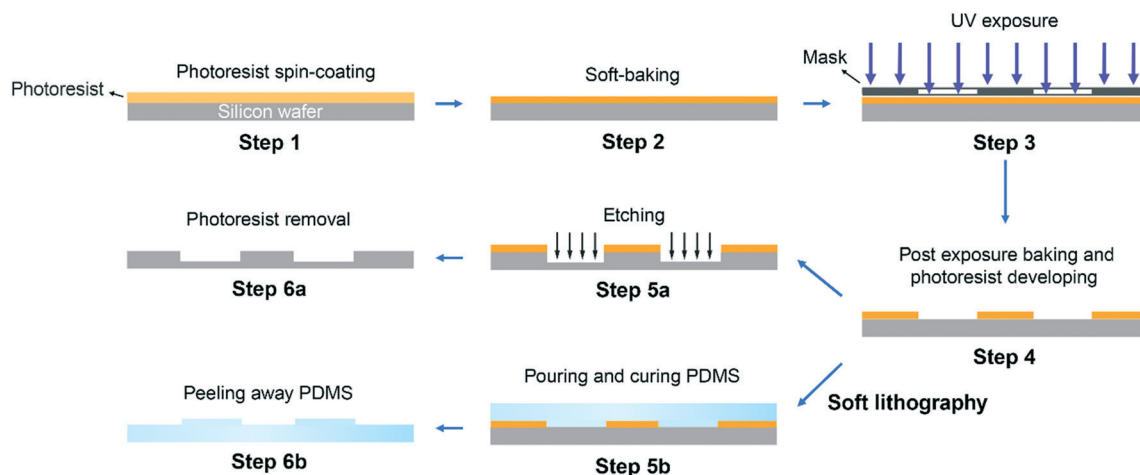 Photoresist spin-coating
Photoresist
Silicon wafer
Step 1
Soft-baking
Step 2
UV exposure
Mask
Step 3
Post exposure baking and
photoresist developing
Step 4
Etching
Step 5a
Photoresist removal
Step 6a
Soft lithography
Pouring and curing PDMS
Step 5b
Peeling away PDMS
Step 6b